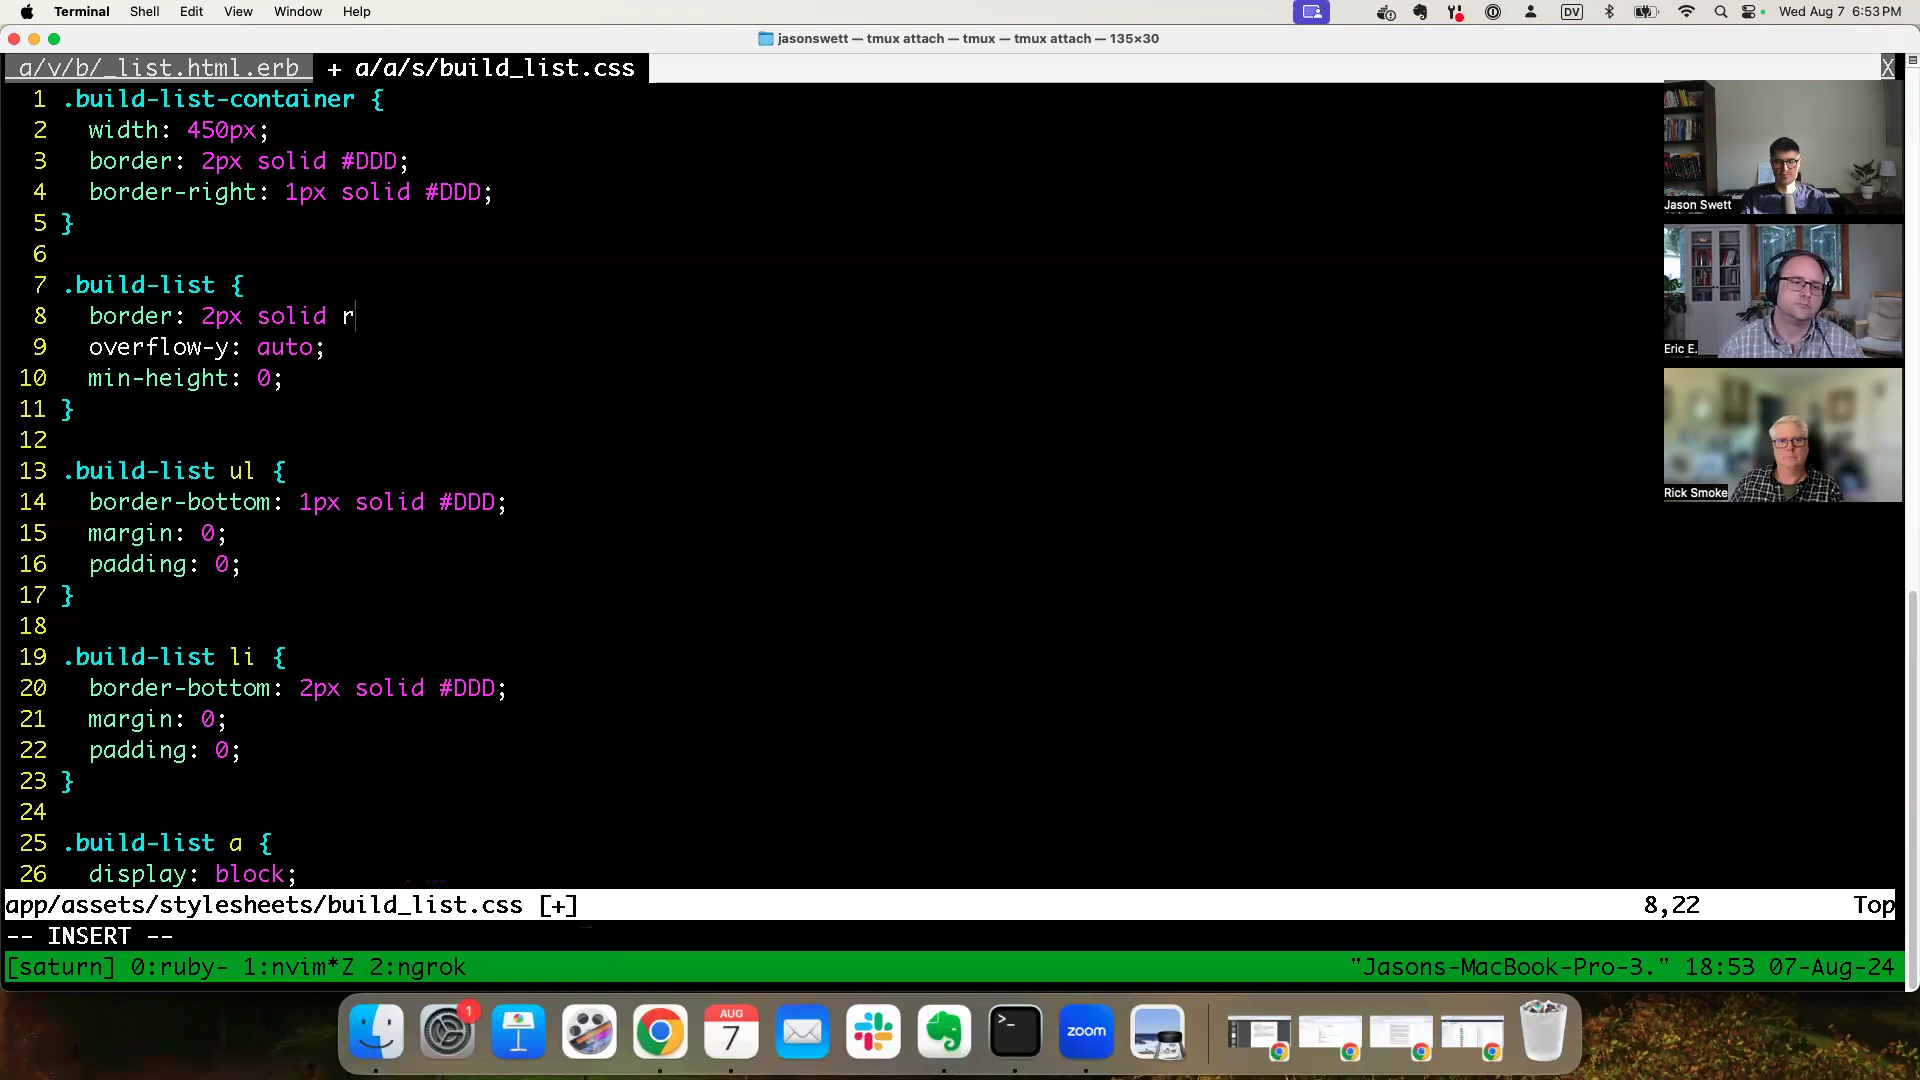 Terminal Shell Edit View Window Help DV Wed Aug 7 6:53 PM
jasonswett — tmux attach — tmux — tmux attach — 135×30
a/v/b/_list.html.erb + a/a/s/build_list.css X
1 .build-list-container {
2 width: 450px;
3 border: 2px solid #DDD;
4 border-right: 1px solid #DDD;
5 }
6
7 .build-list {
8 border: 2px solid r
9 overflow-y: auto;
10 min-height: 0;
11 }
12
13 .build-list ul {
14 border-bottom: 1px solid #DDD;
15 margin: 0;
16 padding: 0;
17 }
18
19 .build-list li {
20 border-bottom: 2px solid #DDD;
21 margin: 0;
22 padding: 0;
23 }
24
25 .build-list a {
26 display: block;
app/assets/stylesheets/build_list.css [+] 8,22 Top
-- INSERT --
[saturn] 0:ruby- 1:nvim*Z 2:ngrok "Jasons-MacBook-Pro-3." 18:53 07-Aug-24
Jason Swett
Eric E.
Rick Smoke
1
AUG
7
>_
zoom